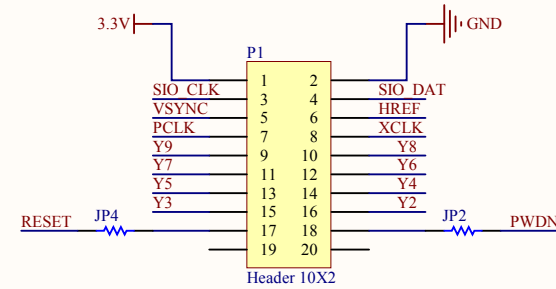 3.3V
GND
P1
1 2
SIO_CLK 3 4 SIO_DAT
VSYNC 5 6 HREF
PCLK 7 8 XCLK
Y9 9 10 Y8
Y7 11 12 Y6
Y5 13 14 Y4
Y3 15 16 Y2
RESET JP4 17 18 JP2 PWDN
19 20
Header 10X2